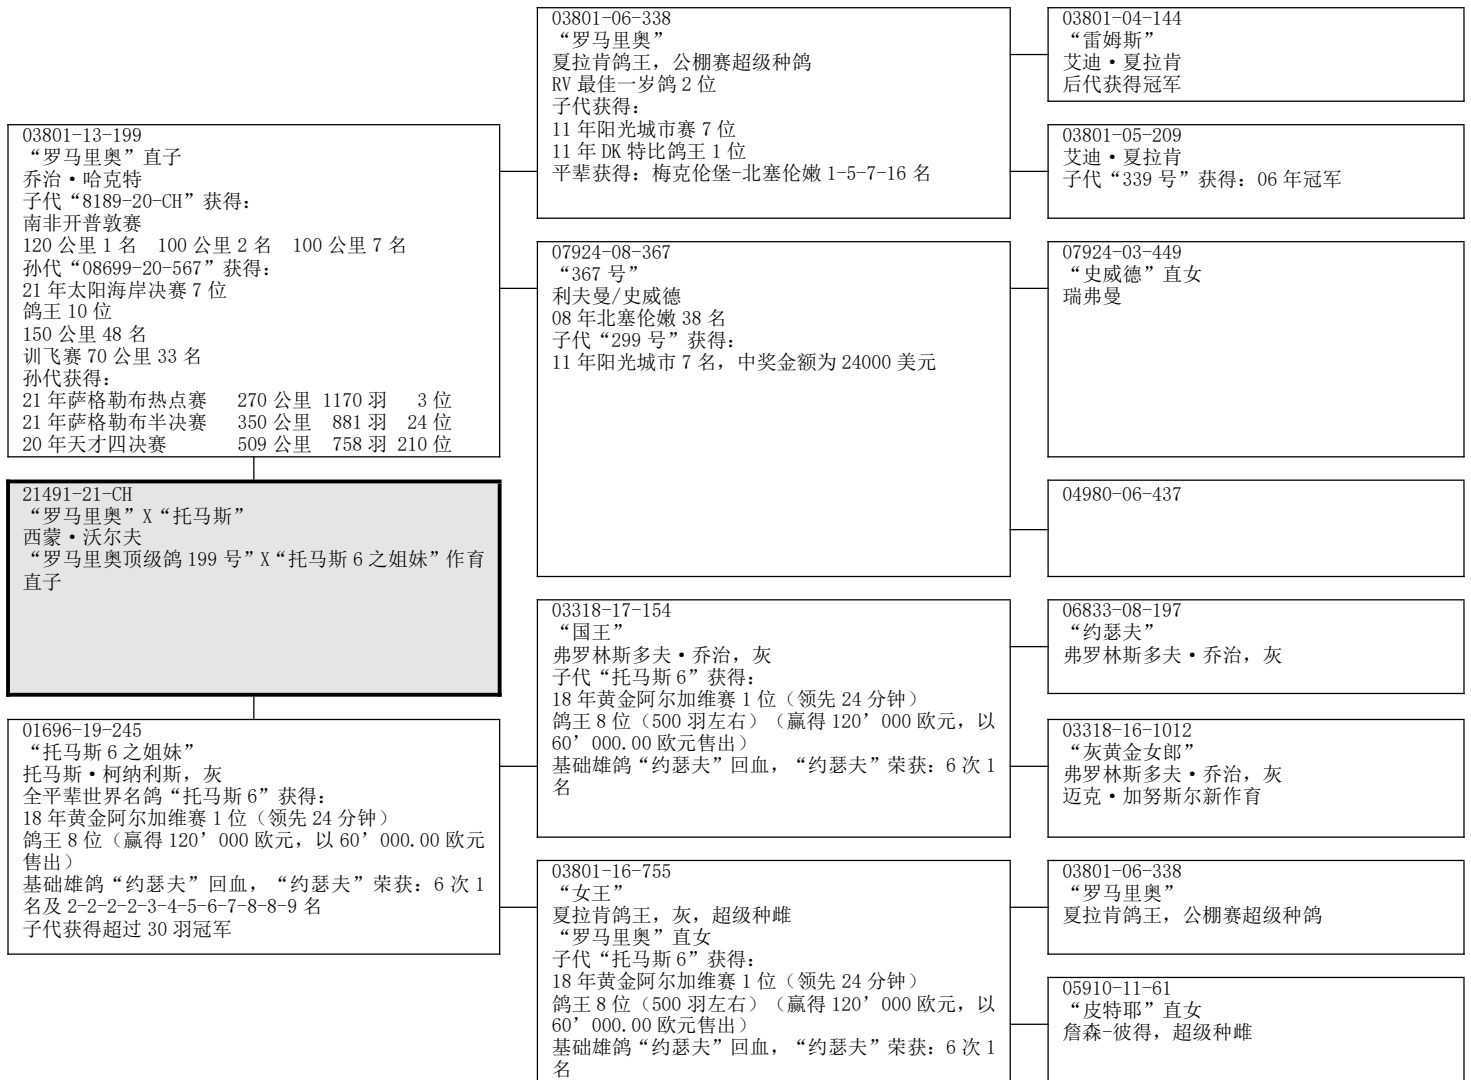 03801-13-199
“罗马里奥”直子
乔治·哈克特
子代“8189-20-CH”获得：
南非开普敦赛
120 公里 1 名 100 公里 2 名 100 公里 7 名
孙代“08699-20-567”获得：
21 年太阳海岸决赛 7 位
鸽王 10 位
150 公里 48 名
训飞赛 70 公里 33 名
孙代获得：
21 年萨格勒布热点赛 270 公里 1170 羽 3 位
21 年萨格勒布半决赛 350 公里 881 羽 24 位
20 年天才四决赛 509 公里 758 羽 210 位
21491-21-CH
“罗马里奥”X“托马斯”
西蒙·沃尔夫
“罗马里奥顶级鸽 199 号”X“托马斯 6 之姐妹”作育
直子
01696-19-245
“托马斯 6 之姐妹”
托马斯·柯纳利斯，灰
全平辈世界名鸽“托马斯 6”获得：
18 年黄金阿尔加维赛 1 位（领先 24 分钟）
鸽王 8 位（赢得 120’000 欧元，以 60’000.00 欧元
售出）
基础雄鸽“约瑟夫”回血，“约瑟夫”荣获：6 次 1
名及 2-2-2-2-3-4-5-6-7-8-8-9 名
子代获得超过 30 羽冠军
03801-06-338
“罗马里奥”
夏拉肯鸽王，公棚赛超级种鸽
RV 最佳一岁鸽 2 位
子代获得：
11 年阳光城市赛 7 位
11 年 DK 特比鸽王 1 位
平辈获得：梅克伦堡-北塞伦嫩 1-5-7-16 名
07924-08-367
“367 号”
利夫曼/史威德
08 年北塞伦嫩 38 名
子代“299 号”获得：
11 年阳光城市 7 名，中奖金额为 24000 美元
03318-17-154
“国王”
弗罗林斯多夫·乔治，灰
子代“托马斯 6”获得：
18 年黄金阿尔加维赛 1 位（领先 24 分钟）
鸽王 8 位（500 羽左右）（赢得 120’000 欧元，以
60’000.00 欧元售出）
基础雄鸽“约瑟夫”回血，“约瑟夫”荣获：6 次 1
名
03801-16-755
“女王”
夏拉肯鸽王，灰，超级种雌
“罗马里奥”直女
子代“托马斯 6”获得：
18 年黄金阿尔加维赛 1 位（领先 24 分钟）
鸽王 8 位（500 羽左右）（赢得 120’000 欧元，以
60’000.00 欧元售出）
基础雄鸽“约瑟夫”回血，“约瑟夫”荣获：6 次 1
名
03801-04-144
“雷姆斯”
艾迪·夏拉肯
后代获得冠军
03801-05-209
艾迪·夏拉肯
子代“339 号”获得：06 年冠军
07924-03-449
“史威德”直女
瑞弗曼
04980-06-437
06833-08-197
“约瑟夫”
弗罗林斯多夫·乔治，灰
03318-16-1012
“灰黄金女郎”
弗罗林斯多夫·乔治，灰
迈克·加努斯尔新作育
03801-06-338
“罗马里奥”
夏拉肯鸽王，公棚赛超级种鸽
05910-11-61
“皮特耶”直女
詹森-彼得，超级种雌